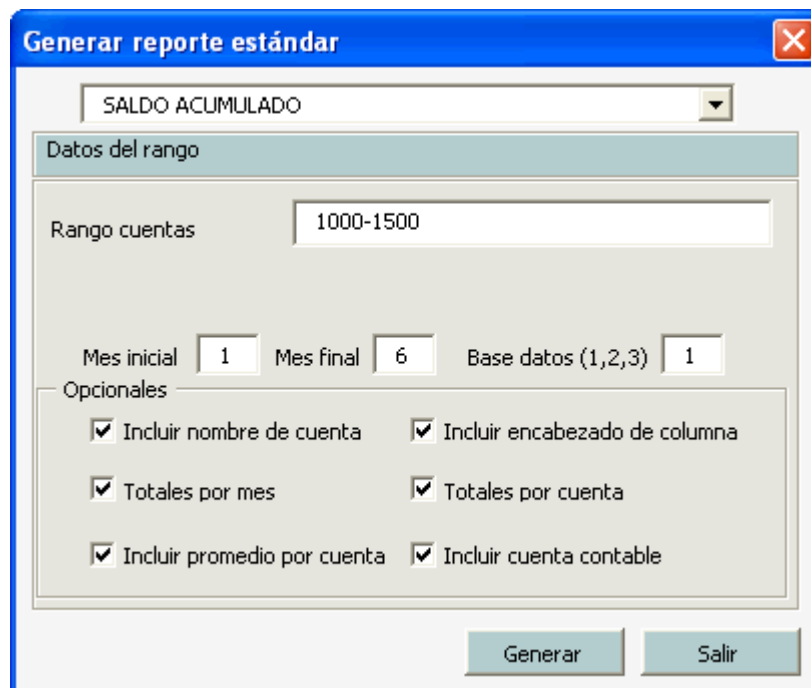 Generar reporte estándar
SALDO ACUMULADO
Datos del rango
Rango cuentas 1000-1500
Mes inicial 1 Mes final 6 Base datos (1,2,3) 1
Opcionales
Incluir nombre de cuenta Incluir encabezado de columna
Totales por mes Totales por cuenta
Incluir promedio por cuenta Incluir cuenta contable
Generar Salir